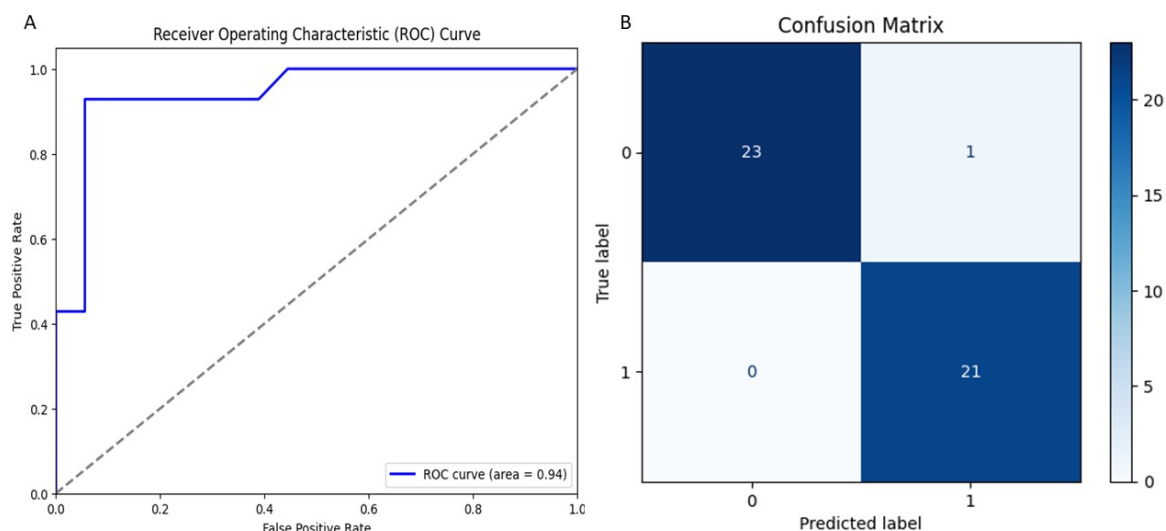 A
Receiver Operating Characteristic (ROC) Curve
True Positive Rate
1.0
0.8
0.6
0.4
0.2
0.0
0.0 0.2 0.4 0.6 0.8 1.0
False Positive Rate
ROC curve (area = 0.94)
B
Confusion Matrix
True label
0
1
23 1
0 21
0 1
Predicted label
20
15
10
5
0